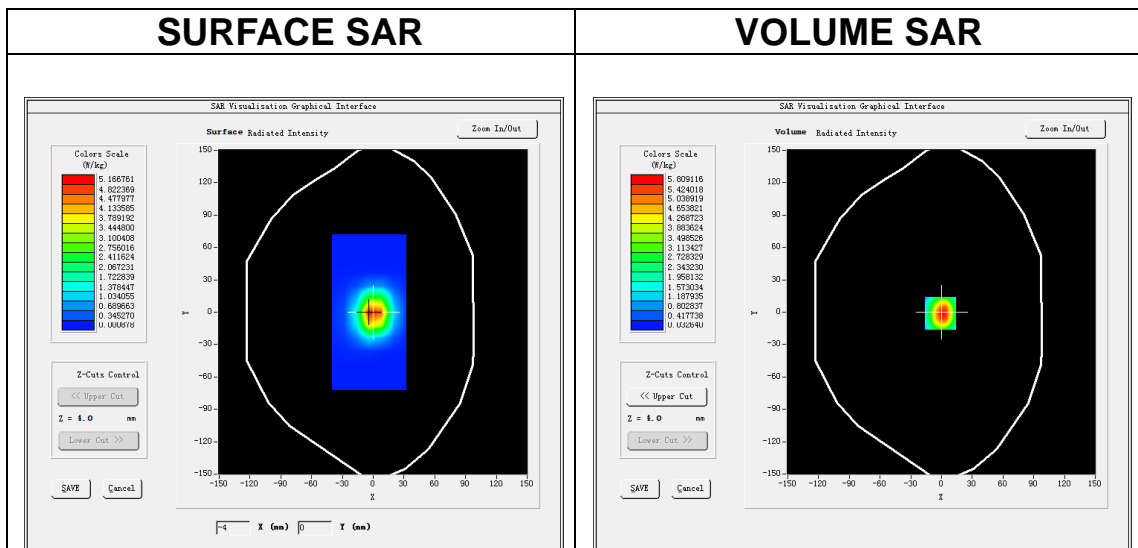 SURFACE SAR
VOLUME SAR
SAR Visualisation Graphical Interface
Surface Radiated Intensity
Zoom In/Out
Colors Scale
(W/kg)
5.166761
4.822369
4.477977
4.133585
3.789192
3.444800
3.100408
2.756016
2.411624
2.067231
1.722839
1.378447
1.034055
0.689663
0.345270
0.000878
150
120
90
60
30
0
-30
-60
-90
-120
-150
Y
-150 -120 -90 -60 -30 0 30 60 90 120 150
X
Z-Cuts Control
<< Upper Cut
Z = 4.0 mm
Lower Cut >>
SAVE Cancel
-4 X (mm) 0 Y (mm)
SAR Visualisation Graphical Interface
Volume Radiated Intensity
Zoom In/Out
Colors Scale
(W/kg)
5.809116
5.424018
5.038919
4.653821
4.268723
3.883624
3.498526
3.113427
2.728329
2.343230
1.958132
1.573034
1.187935
0.802837
0.417738
0.032640
150
120
90
60
30
0
-30
-60
-90
-120
-150
Y
-150 -120 -90 -60 -30 0 30 60 90 120 150
X
Z-Cuts Control
<< Upper Cut
Z = 4.0 mm
Lower Cut >>
SAVE Cancel